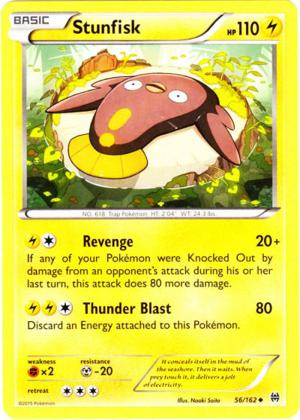 BASIC
Stunfisk
HP 110
NO. 618 Trap Pokémon HT: 2'04" WT: 24.3 lbs.
Revenge 20+
If any of your Pokémon were Knocked Out by
damage from an opponent's attack during his or her
last turn, this attack does 80 more damage.
Thunder Blast 80
Discard an Energy attached to this Pokémon.
weakness
×2
resistance
-20
retreat
It conceals itself in the mud of
the seashore. Then it waits. When
prey touch it, it delivers a jolt
of electricity.
Illus. Naoki Saito
56/162
©2015 Pokémon